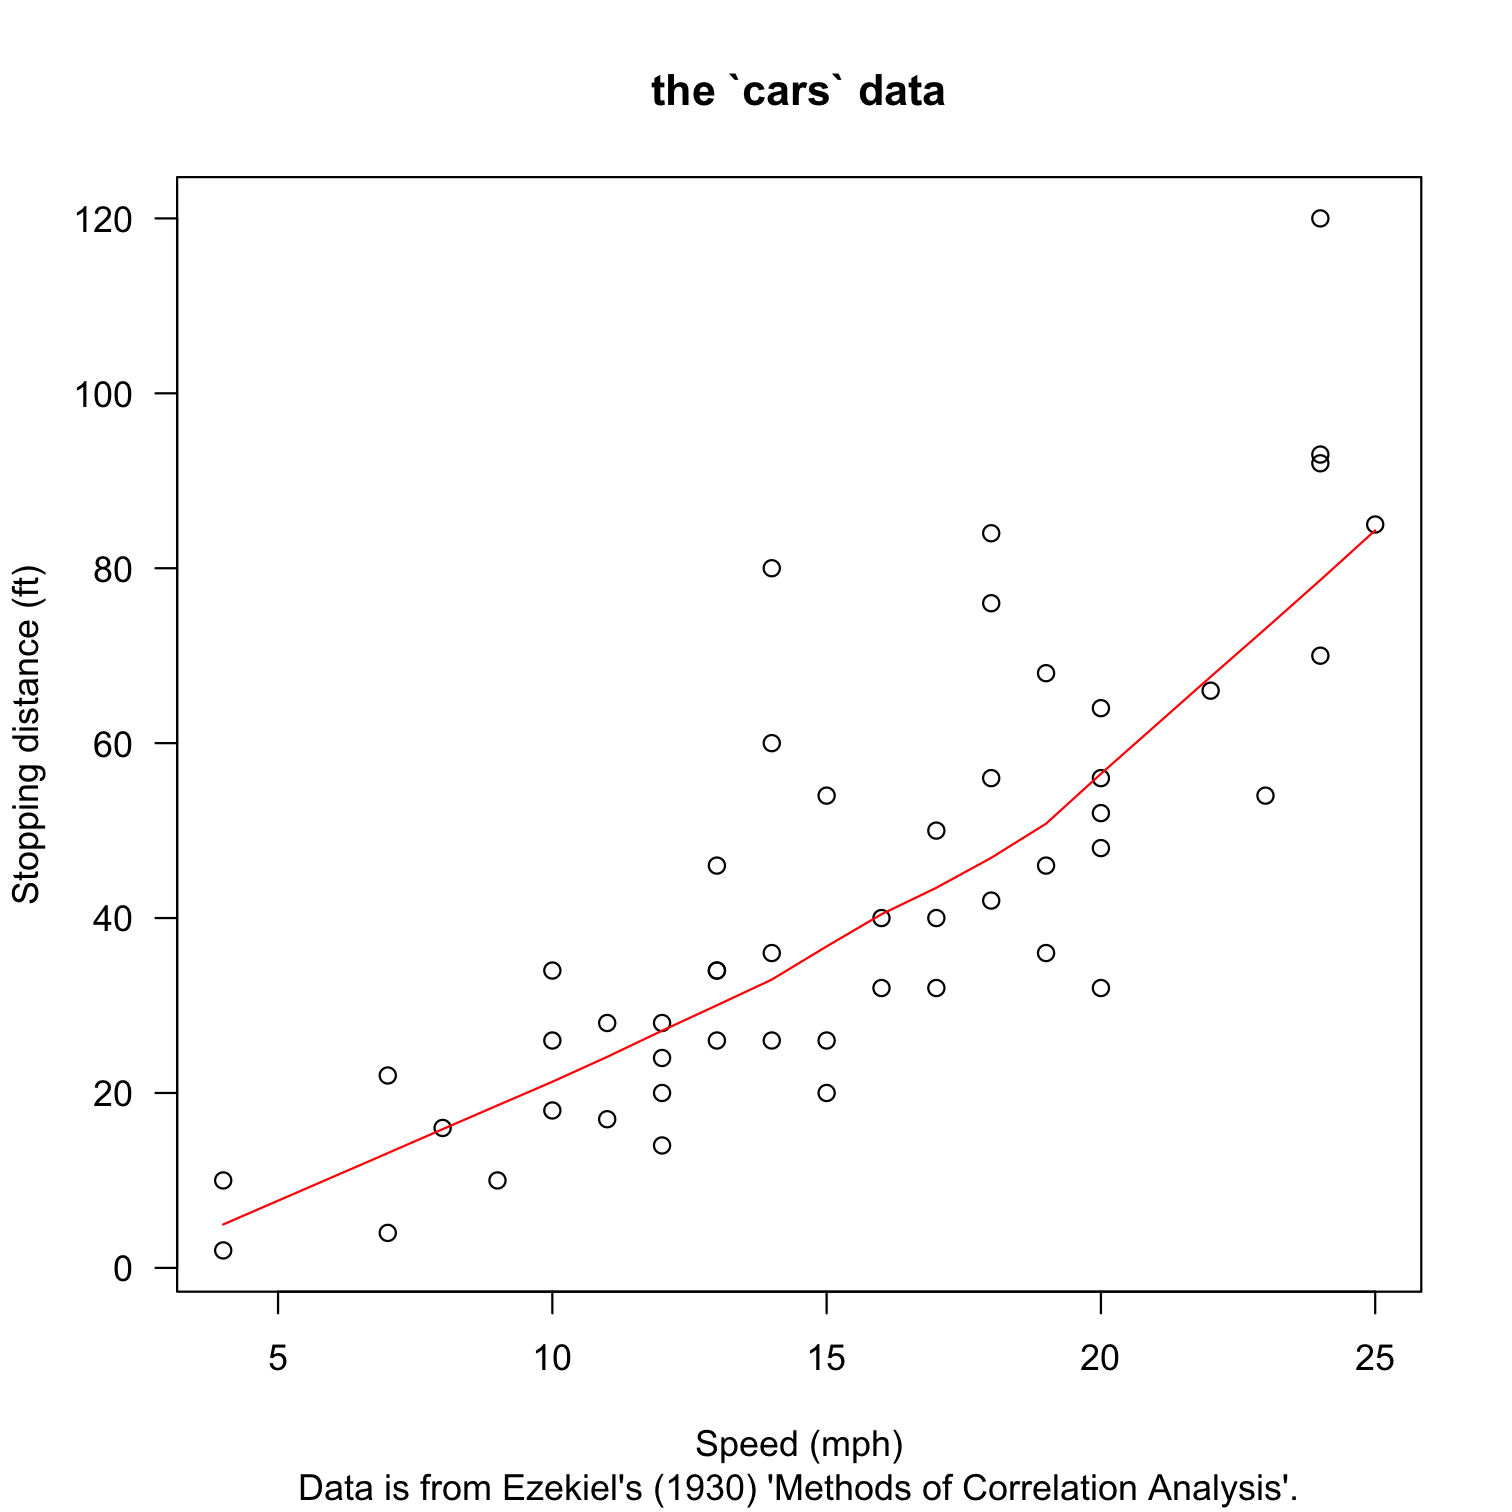 the `cars` data
120
100
80
60
40
20
0
Stopping distance (ft)
5 10 15 20 25
Speed (mph)
Data is from Ezekiel's (1930) 'Methods of Correlation Analysis'.